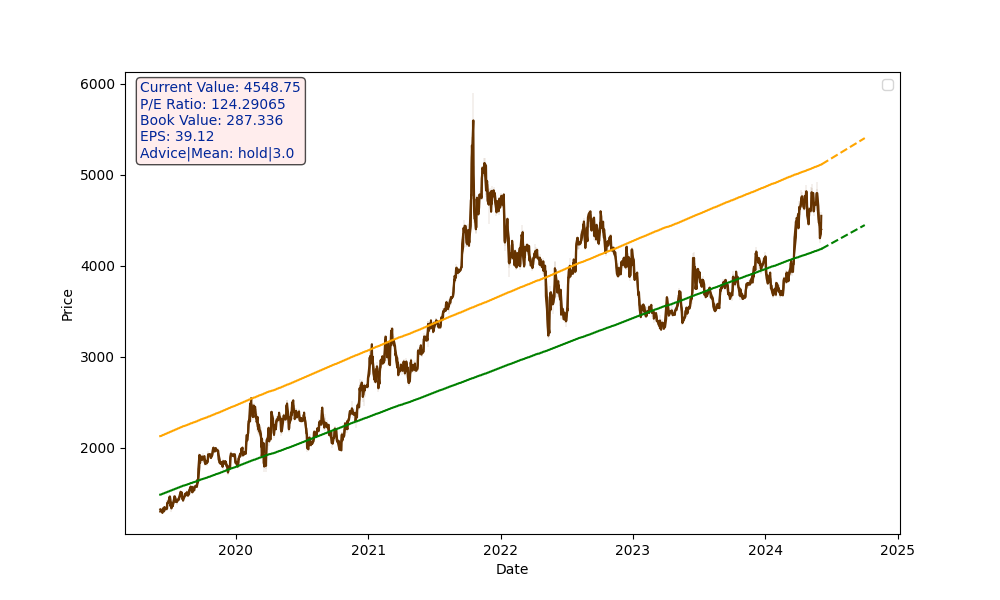 Current Value: 4548.75
P/E Ratio: 124.29065
Book Value: 287.336
EPS: 39.12
Advice|Mean: hold|3.0
6000
5000
4000
3000
2000
Price
2020 2021 2022 2023 2024 2025
Date